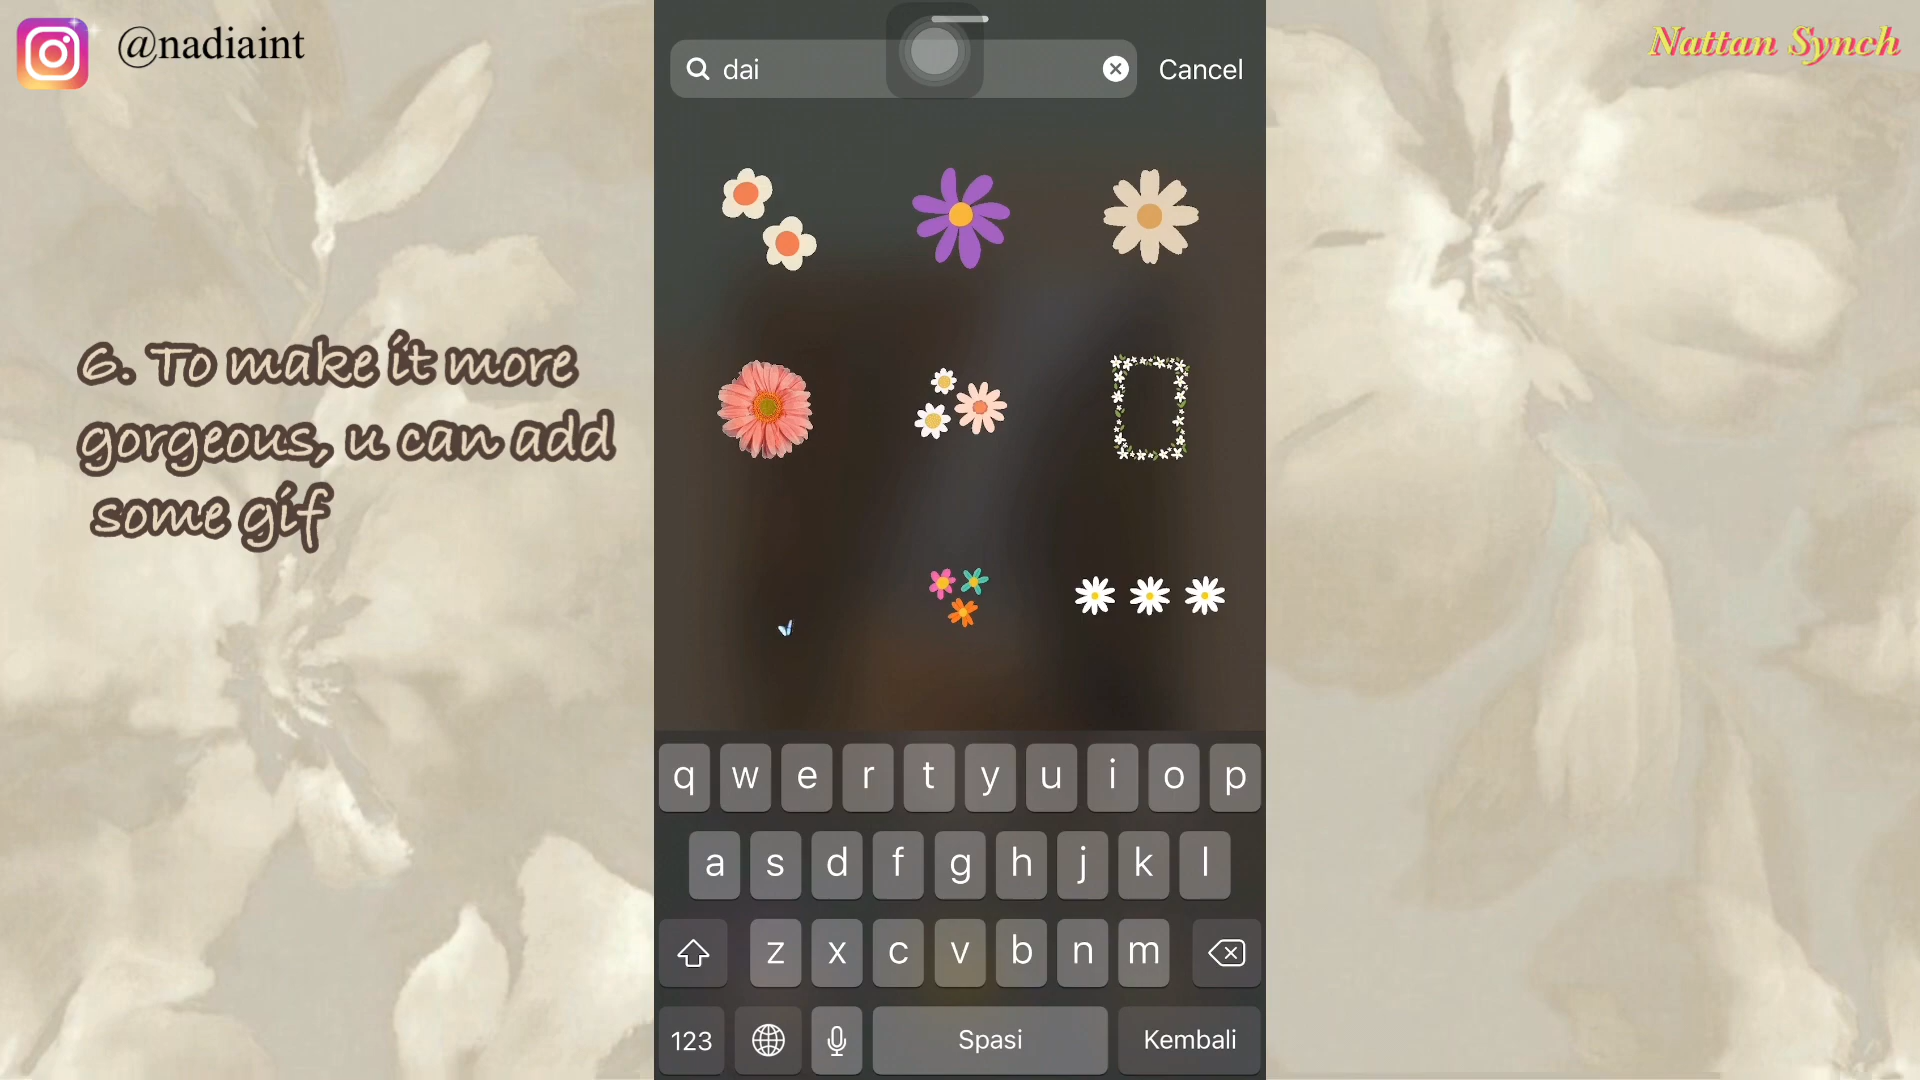 @nadiaint
Nattan Synch
dai
Cancel
6. To make it more
gorgeous, u can add
some gif
q w e r t y u i o p
a s d f g h j k l
z x c v b n m
123
Spasi
Kembali